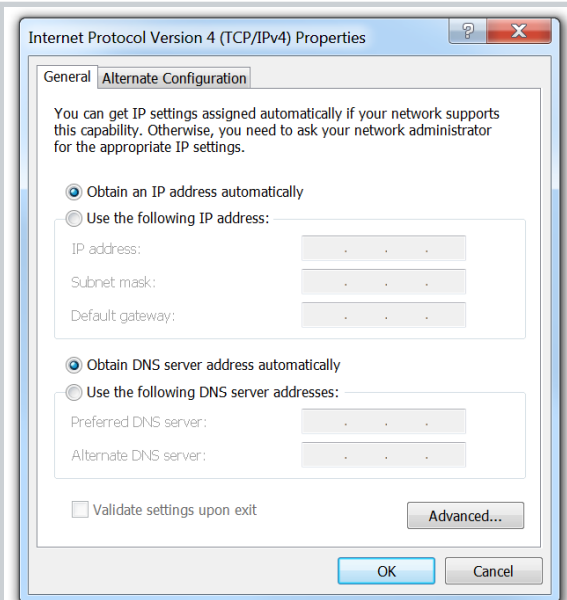 Internet Protocol Version 4 (TCP/IPv4) Properties
? X
General Alternate Configuration
You can get IP settings assigned automatically if your network supports
this capability. Otherwise, you need to ask your network administrator
for the appropriate IP settings.
Obtain an IP address automatically
Use the following IP address:
IP address: . . .
Subnet mask: . . .
Default gateway: . . .
Obtain DNS server address automatically
Use the following DNS server addresses:
Preferred DNS server: . . .
Alternate DNS server: . . .
Validate settings upon exit
Advanced...
OK Cancel